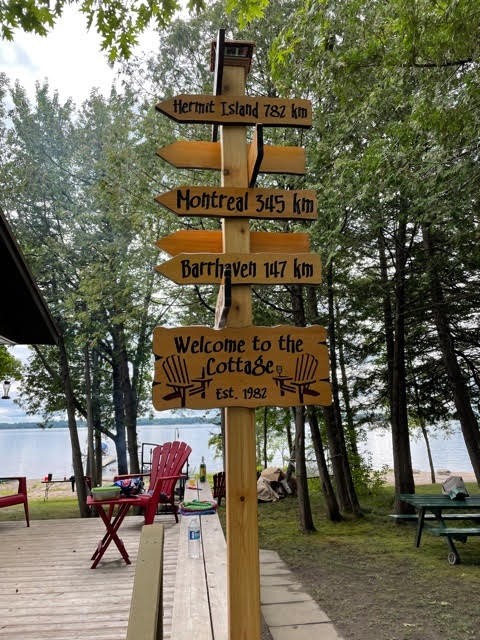 Hermit Island 782 km
Montreal 345 km
Barrhaven 147 km
Welcome to the
Cottage
Est. 1982